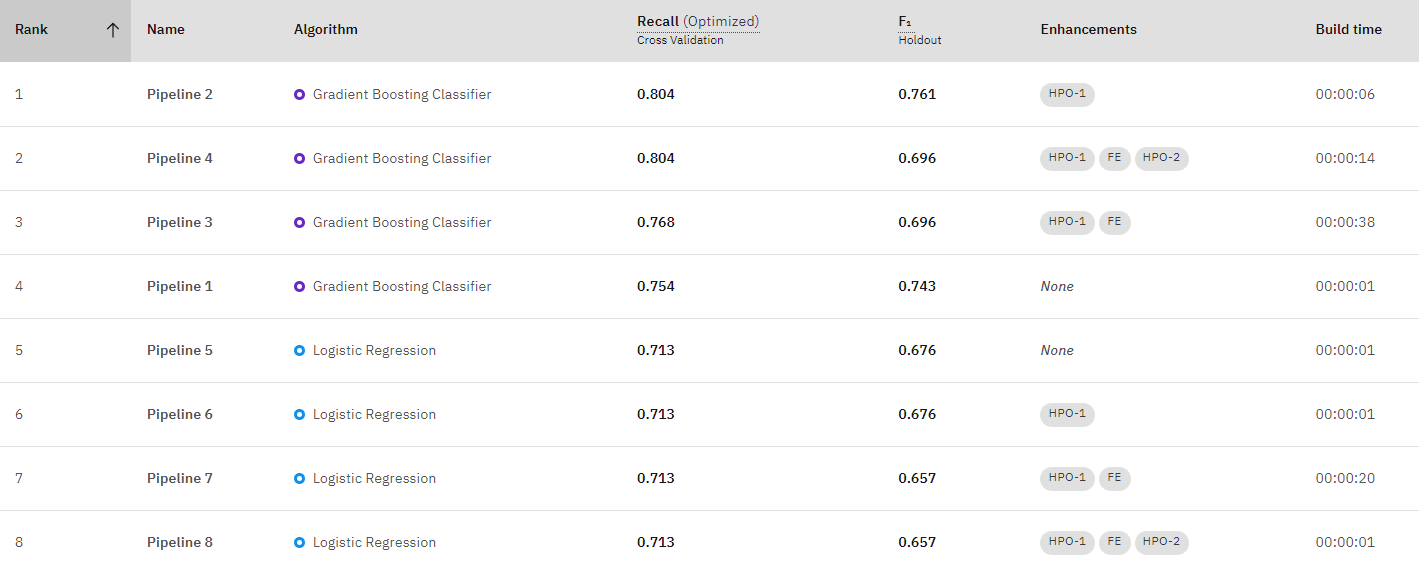 Rank Name Algorithm Recall (Optimized) F₁ Enhancements Build time
Cross Validation Holdout
1 Pipeline 2 Gradient Boosting Classifier 0.804 0.761 HPO-1 00:00:06
2 Pipeline 4 Gradient Boosting Classifier 0.804 0.696 HPO-1 FE HPO-2 00:00:14
3 Pipeline 3 Gradient Boosting Classifier 0.768 0.696 HPO-1 FE 00:00:38
4 Pipeline 1 Gradient Boosting Classifier 0.754 0.743 None 00:00:01
5 Pipeline 5 Logistic Regression 0.713 0.676 None 00:00:01
6 Pipeline 6 Logistic Regression 0.713 0.676 HPO-1 00:00:01
7 Pipeline 7 Logistic Regression 0.713 0.657 HPO-1 FE 00:00:20
8 Pipeline 8 Logistic Regression 0.713 0.657 HPO-1 FE HPO-2 00:00:01